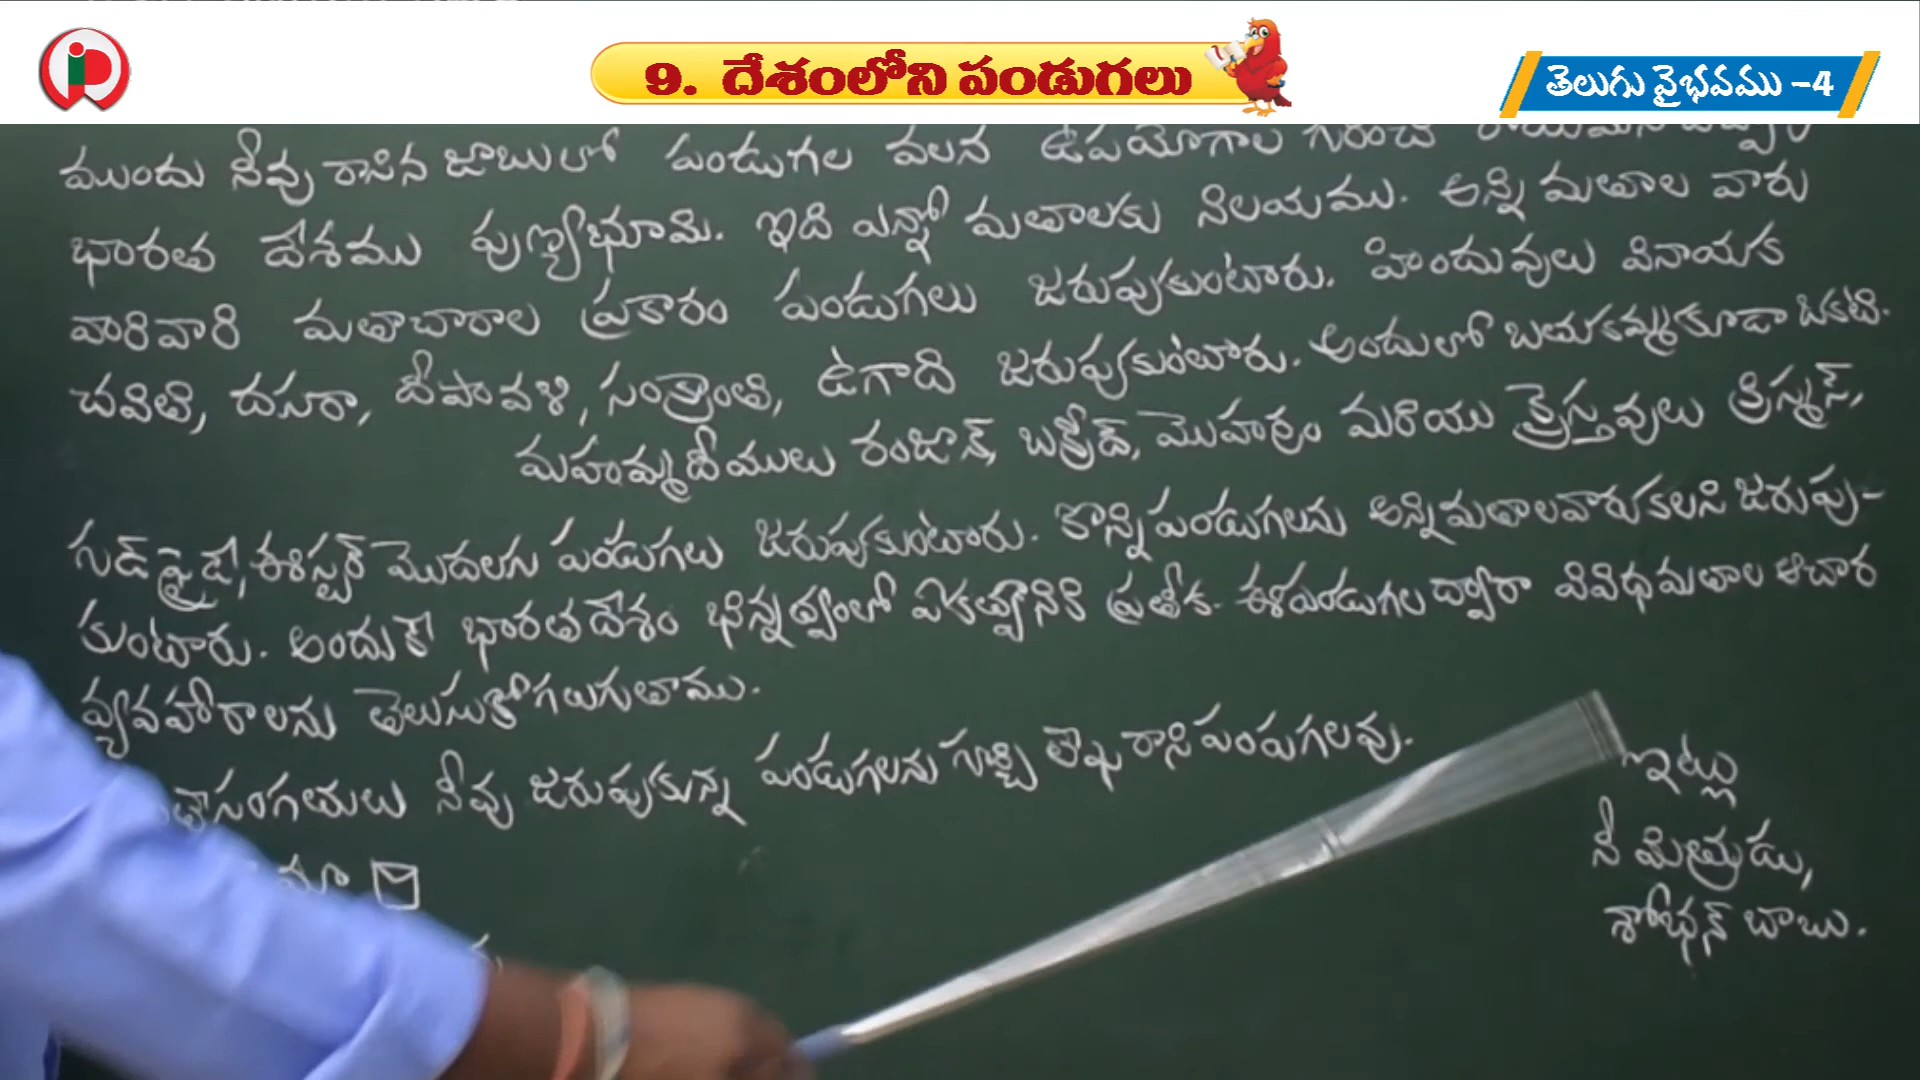 9. దేశంలోని పండుగలు
తెలుగు వైభవము -4
ముందు నీవు రాసిన జాబులో పండుగల వలన ఉపయోగాల గురించి
భారత దేశము పుణ్యభూమి. ఇది ఎన్నో మతాలకు నిలయము. అన్ని మతాల వారు
వారివారి మతాచారాల ప్రకారం పండుగలు జరుపుకుంటారు. హిందువులు వినాయక
చవితి, దసరా, దీపావళి, సంక్రాంతి, ఉగాది జరుపుకుంటారు. అందులో బతుకమ్మకూడా ఒకటి.
మహమ్మదీములు రంజాన్, బక్రీద్, మొహర్రం మరియు క్రైస్తవులు క్రిస్మస్,
గుడ్ ఫ్రైడే, ఈస్టర్ మొదలగు పండుగలు జరుపుకుంటారు. కొన్నిపండుగలను అన్నిమతాలవారుకలసి జరుపు-
కుంటారు. అందుకే భారతదేశం భిన్నత్వంలో ఏకత్వానికి ప్రతీక. ఈపండుగల ద్వారా వివిధమతాల ఆచార
వ్యవహారాలను తెలుసుకోగలుగుతాము.
నీవు జరుపుకున్న పండుగలను గుర్చి లేఖ రాసి పంపగలవు.
ఇట్లు
నీ మిత్రుడు,
శోభన్ బాబు.